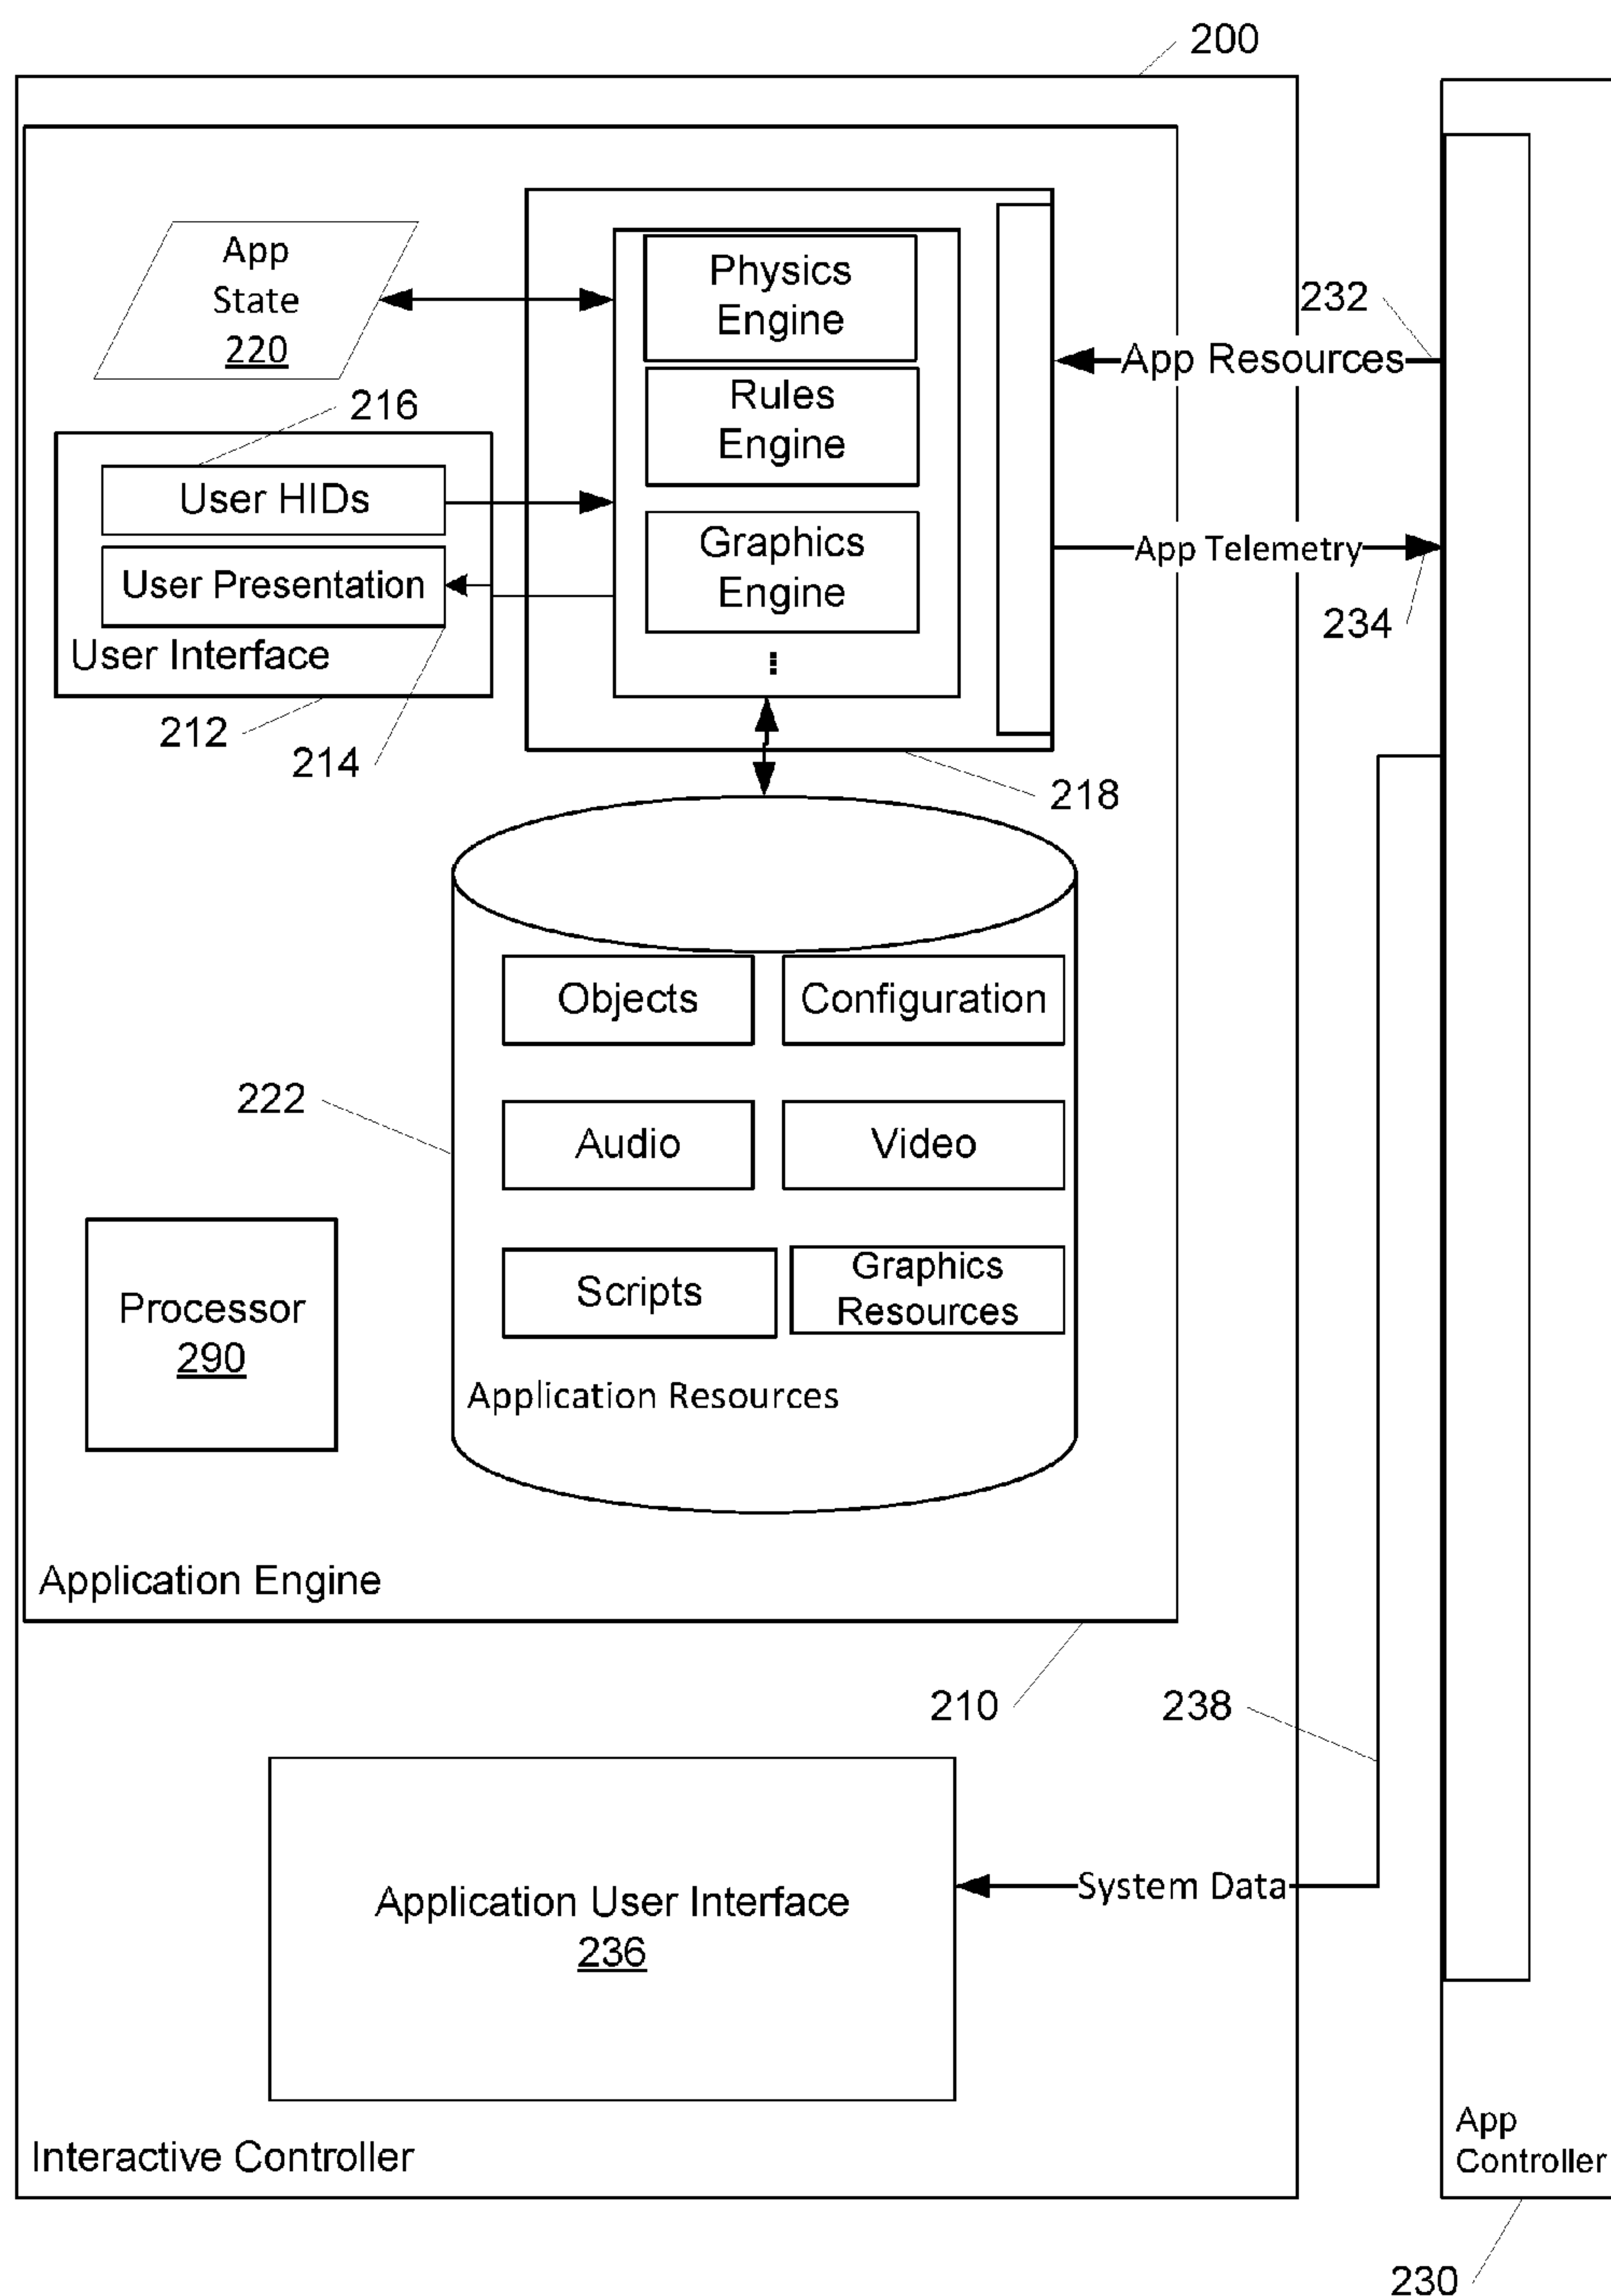 200
App
State
220
Physics
Engine
232
App Resources
216
Rules
Engine
User HIDs
Graphics
Engine
App Telemetry
User Presentation
234
User Interface
⋮
212
214
218
Objects
Configuration
222
Audio
Video
Scripts
Graphics
Resources
Processor
290
Application Resources
Application Engine
210
238
Application User Interface
236
System Data
Interactive Controller
App
Controller
230